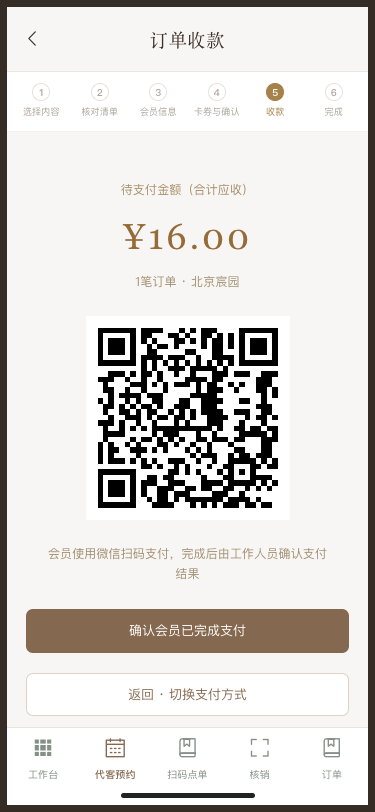 订单收款
1
2
3
4
5
6
选择内容
核对清单
会员信息
卡券与确认
收款
完成
待支付金额（合计应收）
¥16.00
1笔订单 · 北京宸园
会员使用微信扫码支付，完成后由工作人员确认支付
结果
确认会员已完成支付
返回 · 切换支付方式
工作台
代客预约
扫码点单
核销
订单